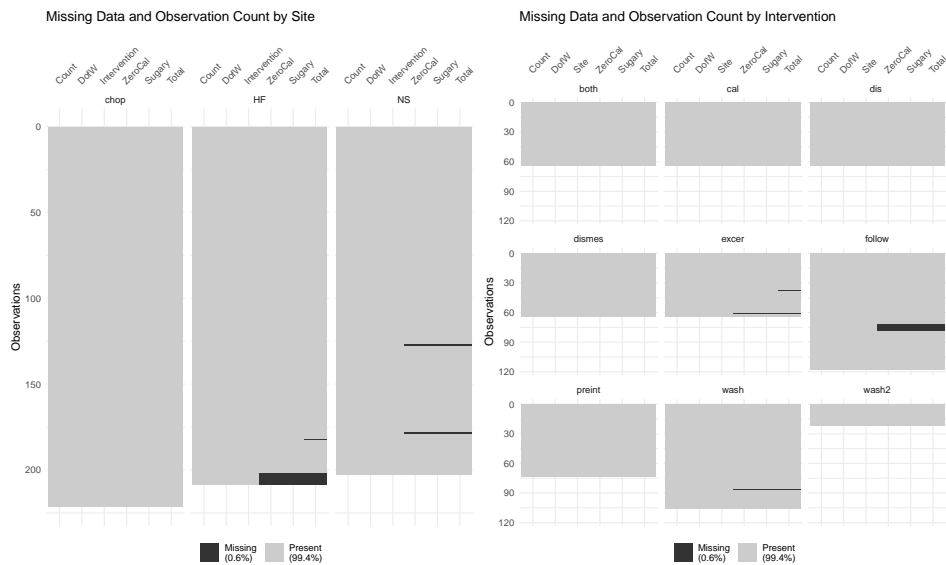 Missing Data and Observation Count by Site
Count DofW Intervention ZeroCal Sugary Total Count DofW Intervention ZeroCal Sugary Total Count DofW Intervention ZeroCal Sugary Total
chop HF NS
0
50
100
150
200
Observations
Missing
(0.6%)
Present
(99.4%)
Missing Data and Observation Count by Intervention
Count DofW Site ZeroCal Sugary Total Count DofW Site ZeroCal Sugary Total Count DofW Site ZeroCal Sugary Total
both cal dis
0
30
60
90
120
dismes excer follow
0
30
60
90
120
preint wash wash2
0
30
60
90
120
Observations
Missing
(0.6%)
Present
(99.4%)